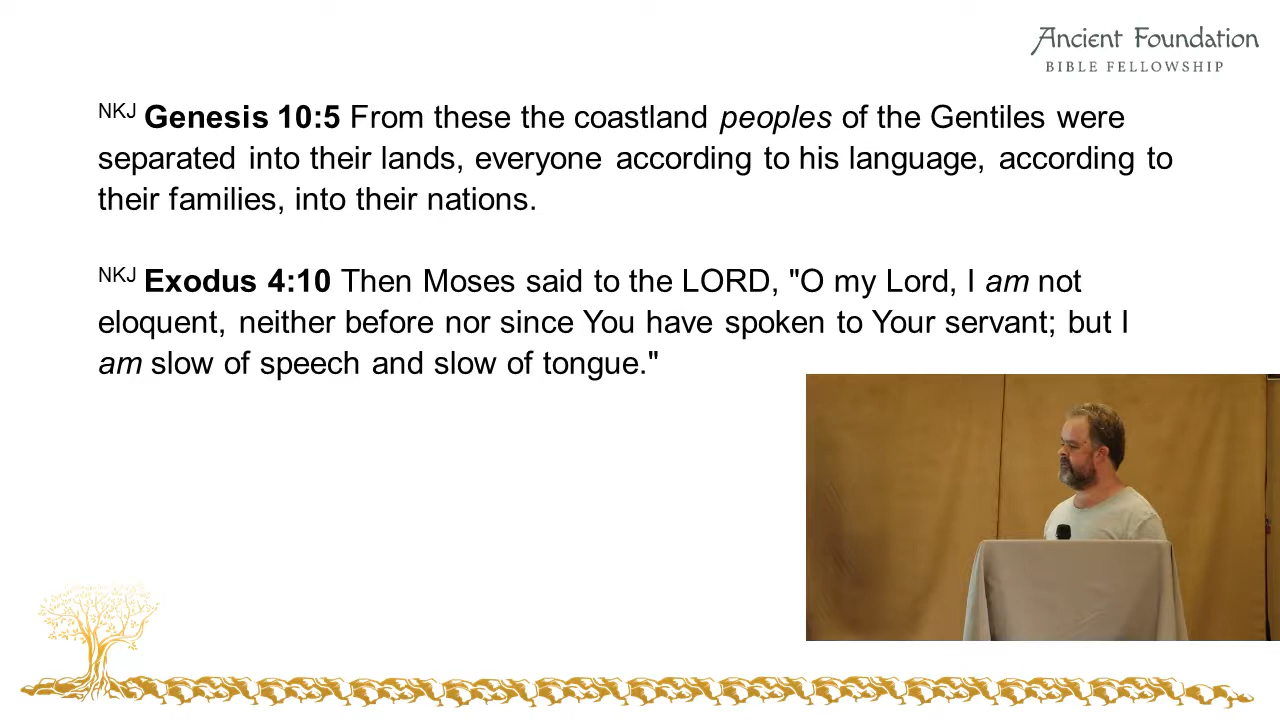 Ancient Foundation
BIBLE FELLOWSHIP
NKJ Genesis 10:5 From these the coastland peoples of the Gentiles were
separated into their lands, everyone according to his language, according to
their families, into their nations.
NKJ Exodus 4:10 Then Moses said to the LORD, "O my Lord, I am not
eloquent, neither before nor since You have spoken to Your servant; but I
am slow of speech and slow of tongue."